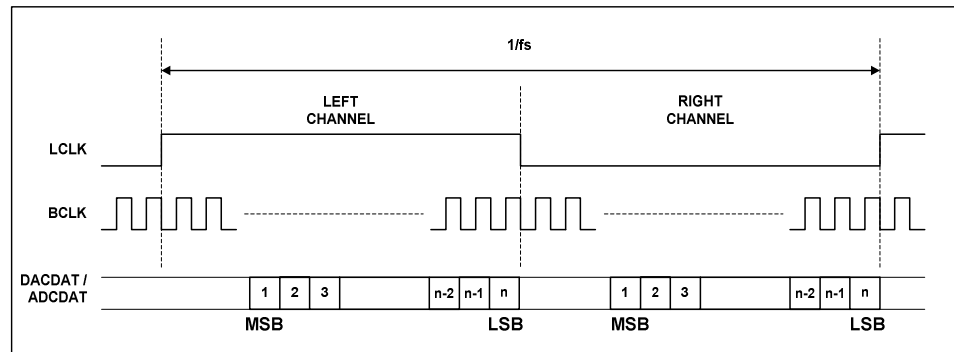 1/fs
LEFT
CHANNEL
RIGHT
CHANNEL
LCLK
BCLK
DACDAT /
ADCDAT
1 2 3 n-2 n-1 n 1 2 3 n-2 n-1 n
MSB LSB MSB LSB